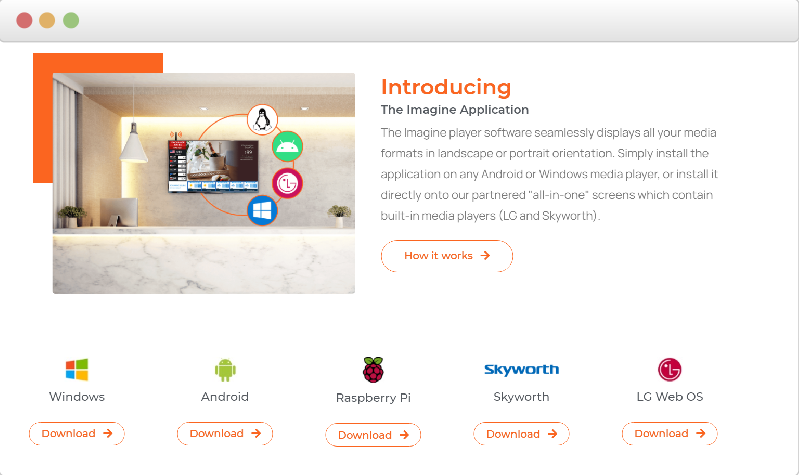 Introducing
The Imagine Application
The Imagine player software seamlessly displays all your media
formats in landscape or portrait orientation. Simply install the
application on any Android or Windows media player, or install it
directly onto our partnered "all-in-one" screens which contain
built-in media players (LG and Skyworth).
How it works
Skyworth
Windows
Android
Raspberry Pi
Skyworth
LG Web OS
Download
Download
Download
Download
Download